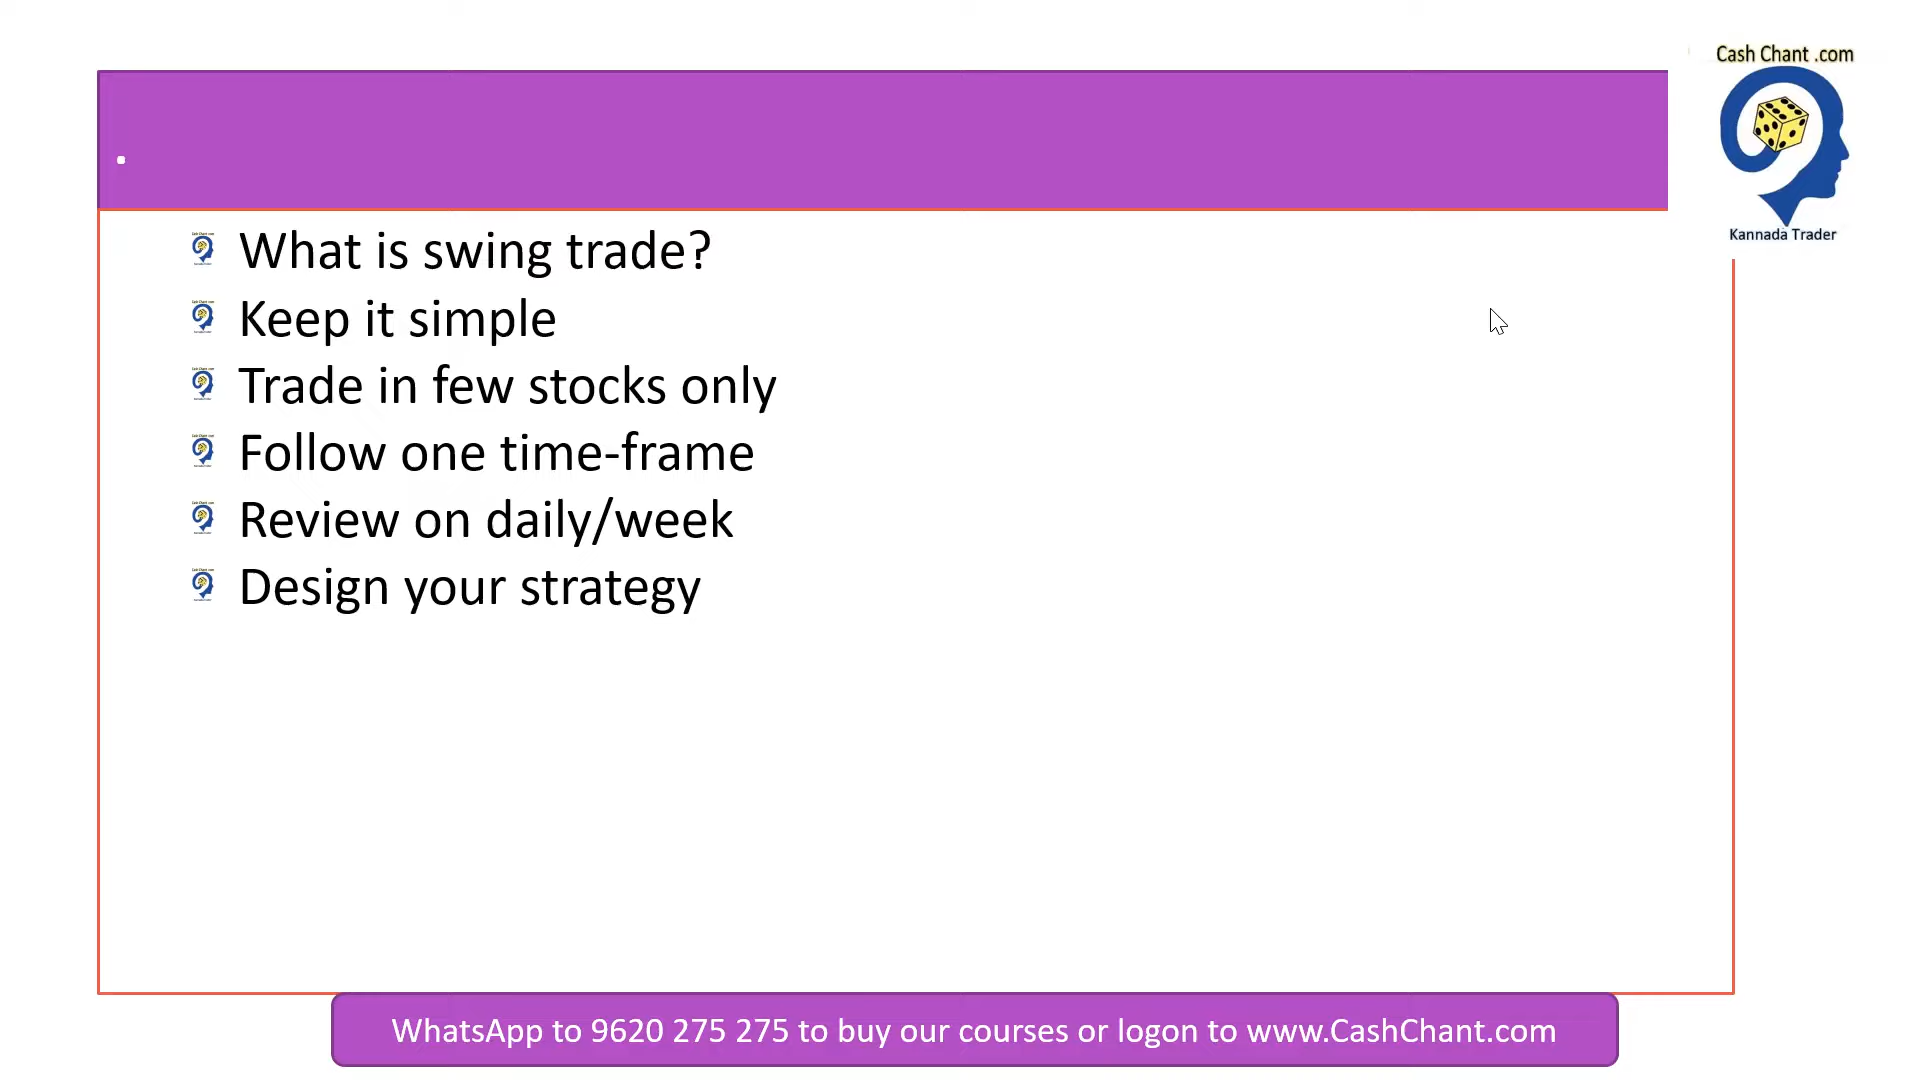 Cash Chant .com
.
Kannada Trader
What is swing trade?
Keep it simple
Trade in few stocks only
Follow one time-frame
Review on daily/week
Design your strategy
WhatsApp to 9620 275 275 to buy our courses or logon to www.CashChant.com